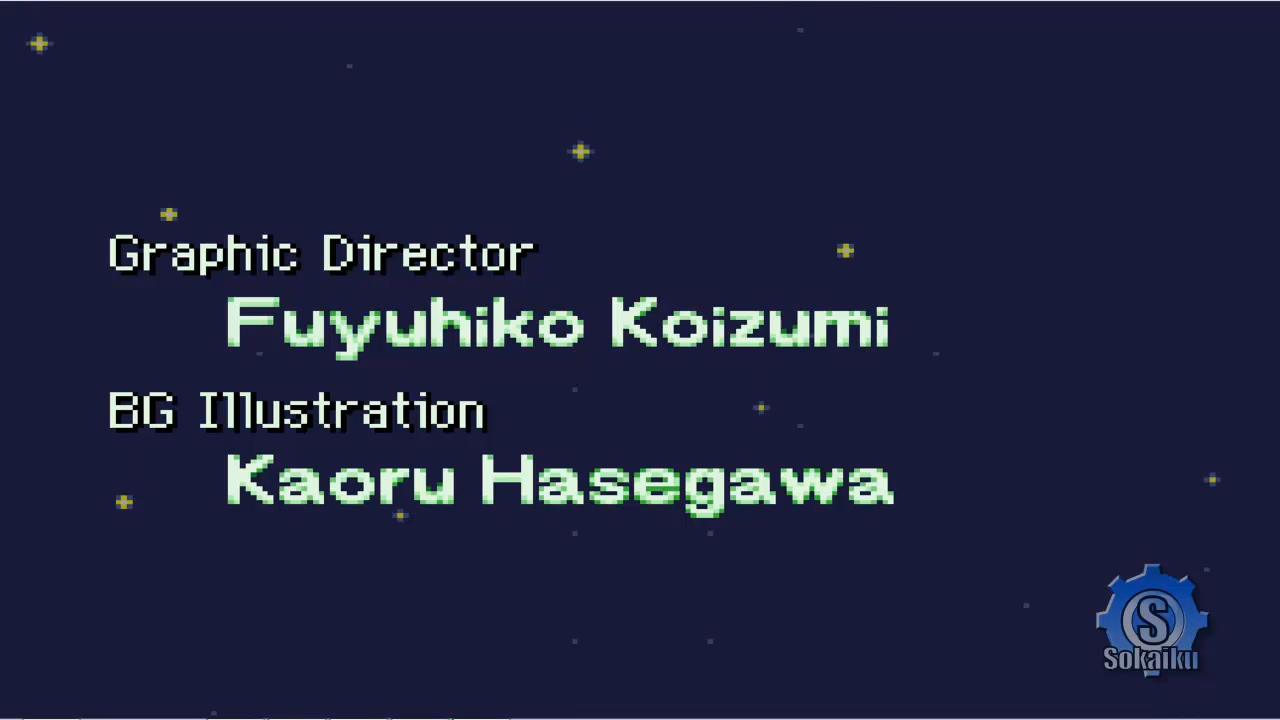 Graphic Director
Fuyuhiko Koizumi
BG Illustration
Kaoru Hasegawa
S
Sokaiku